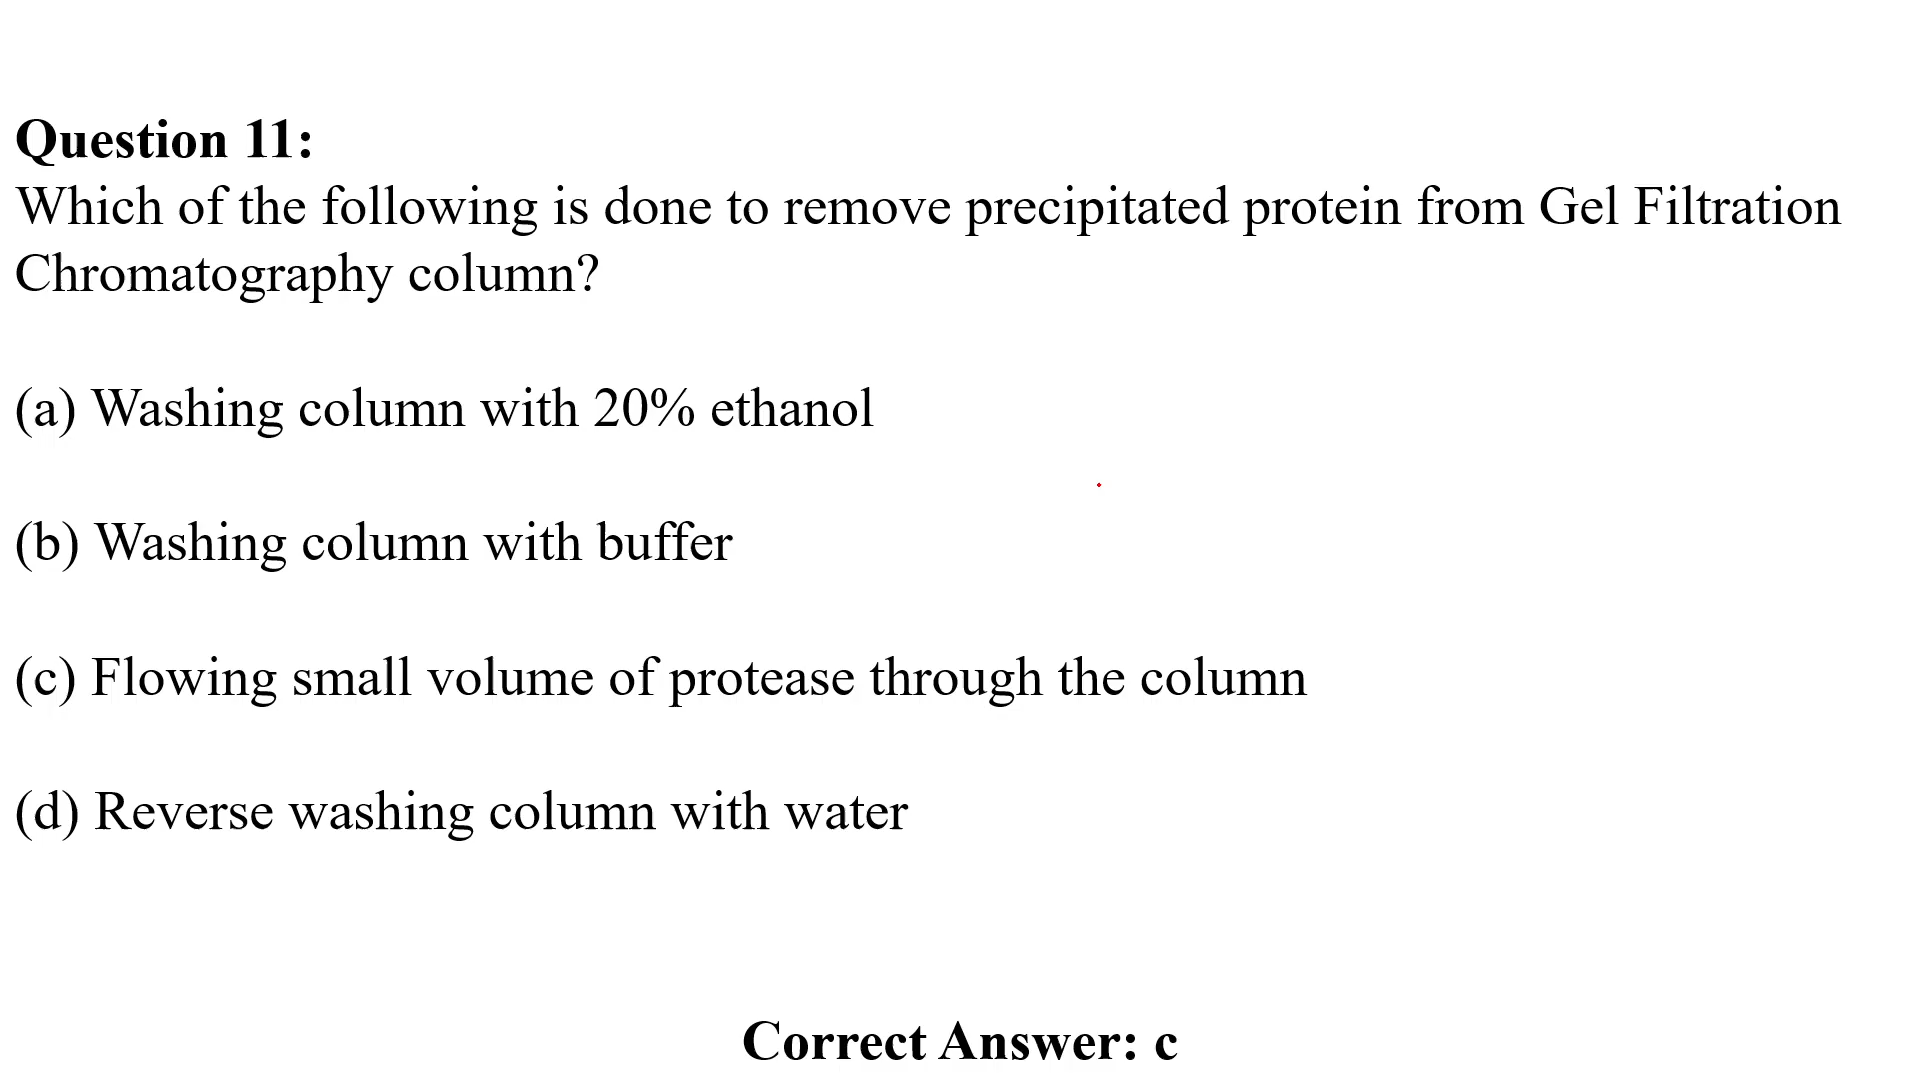 Question 11:
Which of the following is done to remove precipitated protein from Gel Filtration
Chromatography column?
(a) Washing column with 20% ethanol
(b) Washing column with buffer
(c) Flowing small volume of protease through the column
(d) Reverse washing column with water
Correct Answer: c